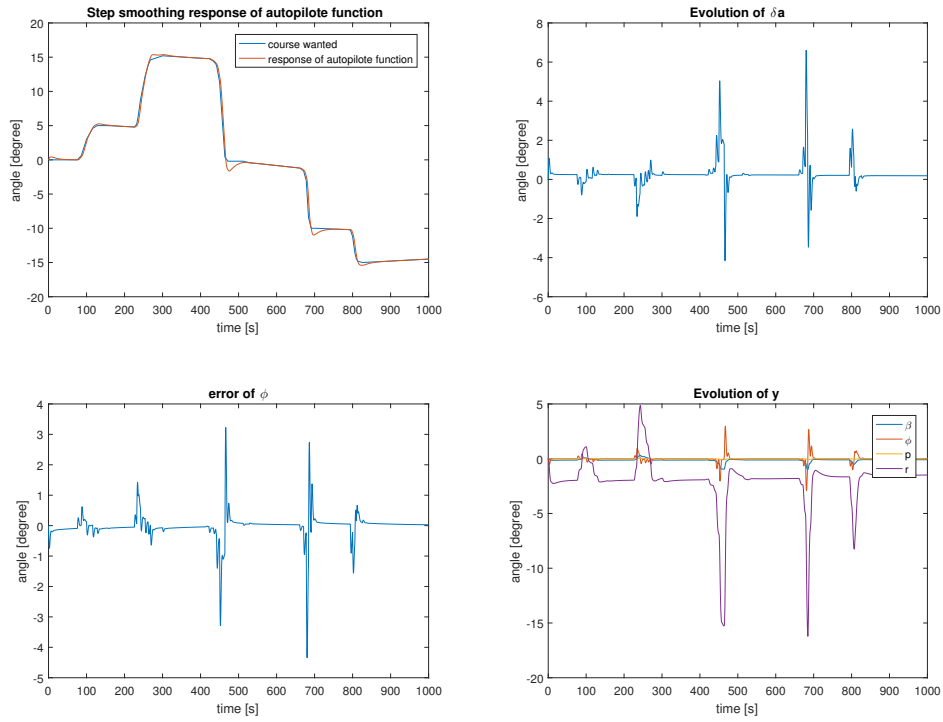 Step smoothing response of autopilote function
20
15
10
5
0
-5
-10
-15
-20
angle [degree]
course wanted
response of autopilote function
0 100 200 300 400 500 600 700 800 900 1000
time [s]
Evolution of δa
8
6
4
2
0
-2
-4
-6
angle [degree]
0 100 200 300 400 500 600 700 800 900 1000
time [s]
error of ϕ
4
3
2
1
0
-1
-2
-3
-4
-5
angle [degree]
0 100 200 300 400 500 600 700 800 900 1000
time [s]
Evolution of y
5
0
-5
-10
-15
-20
angle [degree]
β
ϕ
p
r
0 100 200 300 400 500 600 700 800 900 1000
time [s]